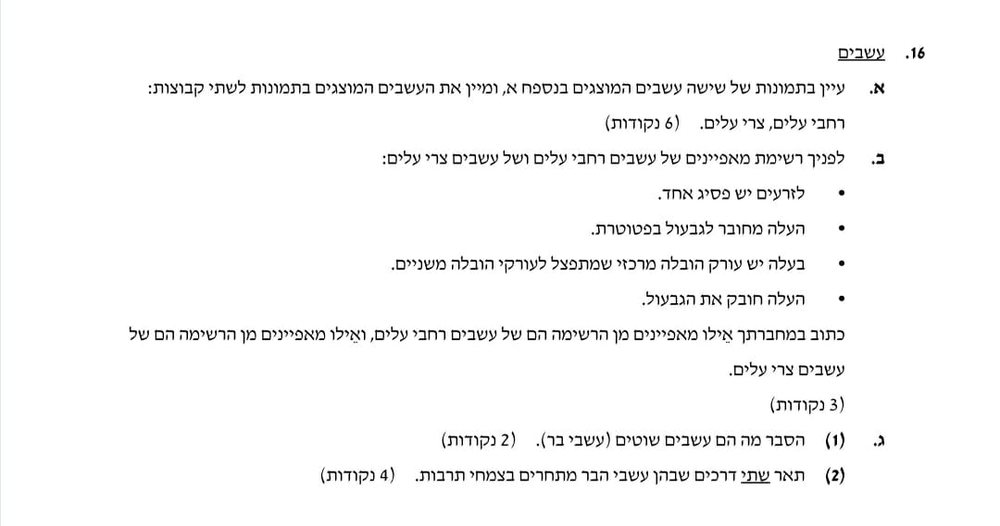 16. עשבים
א. עיין בתמונות של שישה עשבים המוצגים בנספח א, ומיין את העשבים המוצגים בתמונות לשתי קבוצות:
רחבי עלים, צרי עלים. (6 נקודות)
ב. לפניך רשימת מאפיינים של עשבים רחבי עלים ושל עשבים צרי עלים:
• לזרעים יש פסיג אחד.
• העלה מחובר לגבעול בפטוטרת.
• בעלה יש עורק הובלה מרכזי שמתפצל לעורקי הובלה משניים.
• העלה חובק את הגבעול.
כתוב במחברתך אֵילו מאפיינים מן הרשימה הם של עשבים רחבי עלים, ואֵילו מאפיינים מן הרשימה הם של
עשבים צרי עלים.
(3 נקודות)
ג. (1) הסבר מה הם עשבים שוטים (עשבי בר). (2 נקודות)
(2) תאר שתי דרכים שבהן עשבי הבר מתחרים בצמחי תרבות. (4 נקודות)